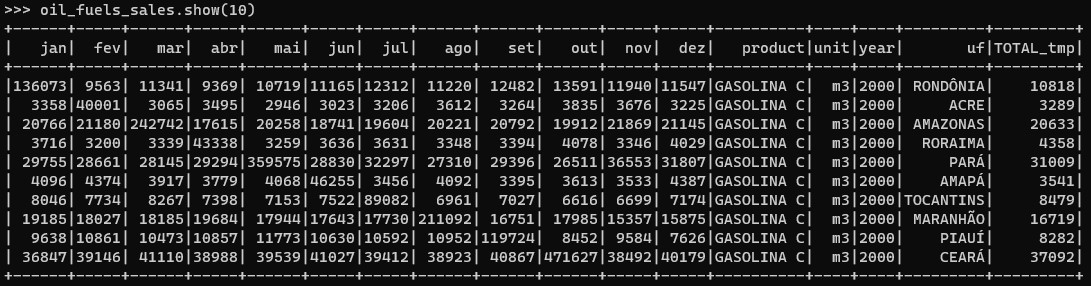 >>> oil_fuels_sales.show(10)
+------+-----+------+-----+------+-----+-----+------+------+------+-----+-----+----------+----+----+---------+---------+
|   jan|  fev|   mar|  abr|   mai|  jun|  jul|   ago|   set|   out|  nov|  dez|   product|unit|year|       uf|TOTAL_tmp|
+------+-----+------+-----+------+-----+-----+------+------+------+-----+-----+----------+----+----+---------+---------+
|136073| 9563| 11341| 9369| 10719|11165|12312| 11220| 12482| 13591|11940|11547|GASOLINA C|  m3|2000| RONDÔNIA|    10818|
|  3358|40001|  3065| 3495|  2946| 3023| 3206|  3612|  3264|  3835| 3676| 3225|GASOLINA C|  m3|2000|     ACRE|     3289|
| 20766|21180|242742|17615| 20258|18741|19604| 20221| 20792| 19912|21869|21145|GASOLINA C|  m3|2000| AMAZONAS|    20633|
|  3716| 3200|  3339|43338|  3259| 3636| 3631|  3348|  3394|  4078| 3346| 4029|GASOLINA C|  m3|2000|  RORAIMA|     4358|
| 29755|28661| 28145|29294|359575|28830|32297| 27310| 29396| 26511|36553|31807|GASOLINA C|  m3|2000|     PARÁ|    31009|
|  4096| 4374|  3917| 3779|  4068|46255| 3456|  4092|  3395|  3613| 3533| 4387|GASOLINA C|  m3|2000|    AMAPÁ|     3541|
|  8046| 7734|  8267| 7398|  7153| 7522|89082|  6961|  7027|  6616| 6699| 7174|GASOLINA C|  m3|2000|TOCANTINS|     8479|
| 19185|18027| 18185|19684| 17944|17643|17730|211092| 16751| 17985|15357|15875|GASOLINA C|  m3|2000| MARANHÃO|    16719|
|  9638|10861| 10473|10857| 11773|10630|10592| 10952|119724|  8452| 9584| 7626|GASOLINA C|  m3|2000|    PIAUÍ|     8282|
| 36847|39146| 41110|38988| 39539|41027|39412| 38923| 40867|471627|38492|40179|GASOLINA C|  m3|2000|    CEARÁ|    37092|
+------+-----+------+-----+------+-----+-----+------+------+------+-----+-----+----------+----+----+---------+---------+